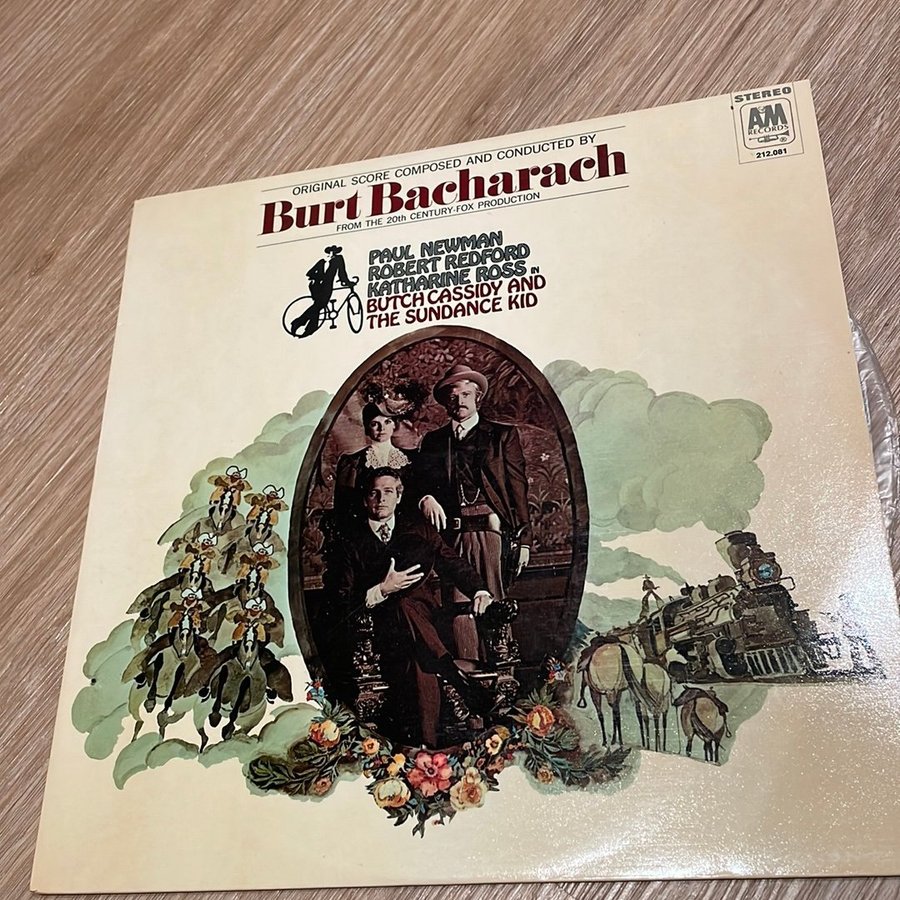 STEREO
A&M
RECORDS
®
212.081
ORIGINAL SCORE COMPOSED AND CONDUCTED BY
Burt Bacharach
FROM THE 20th CENTURY-FOX PRODUCTION
PAUL NEWMAN
ROBERT REDFORD
KATHARINE ROSS IN
BUTCH CASSIDY AND
THE SUNDANCE KID